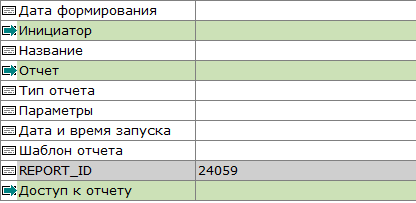 Дата формирования
Инициатор
Название
Отчет
Тип отчета
Параметры
Дата и время запуска
Шаблон отчета
REPORT_ID 24059
Доступ к отчету